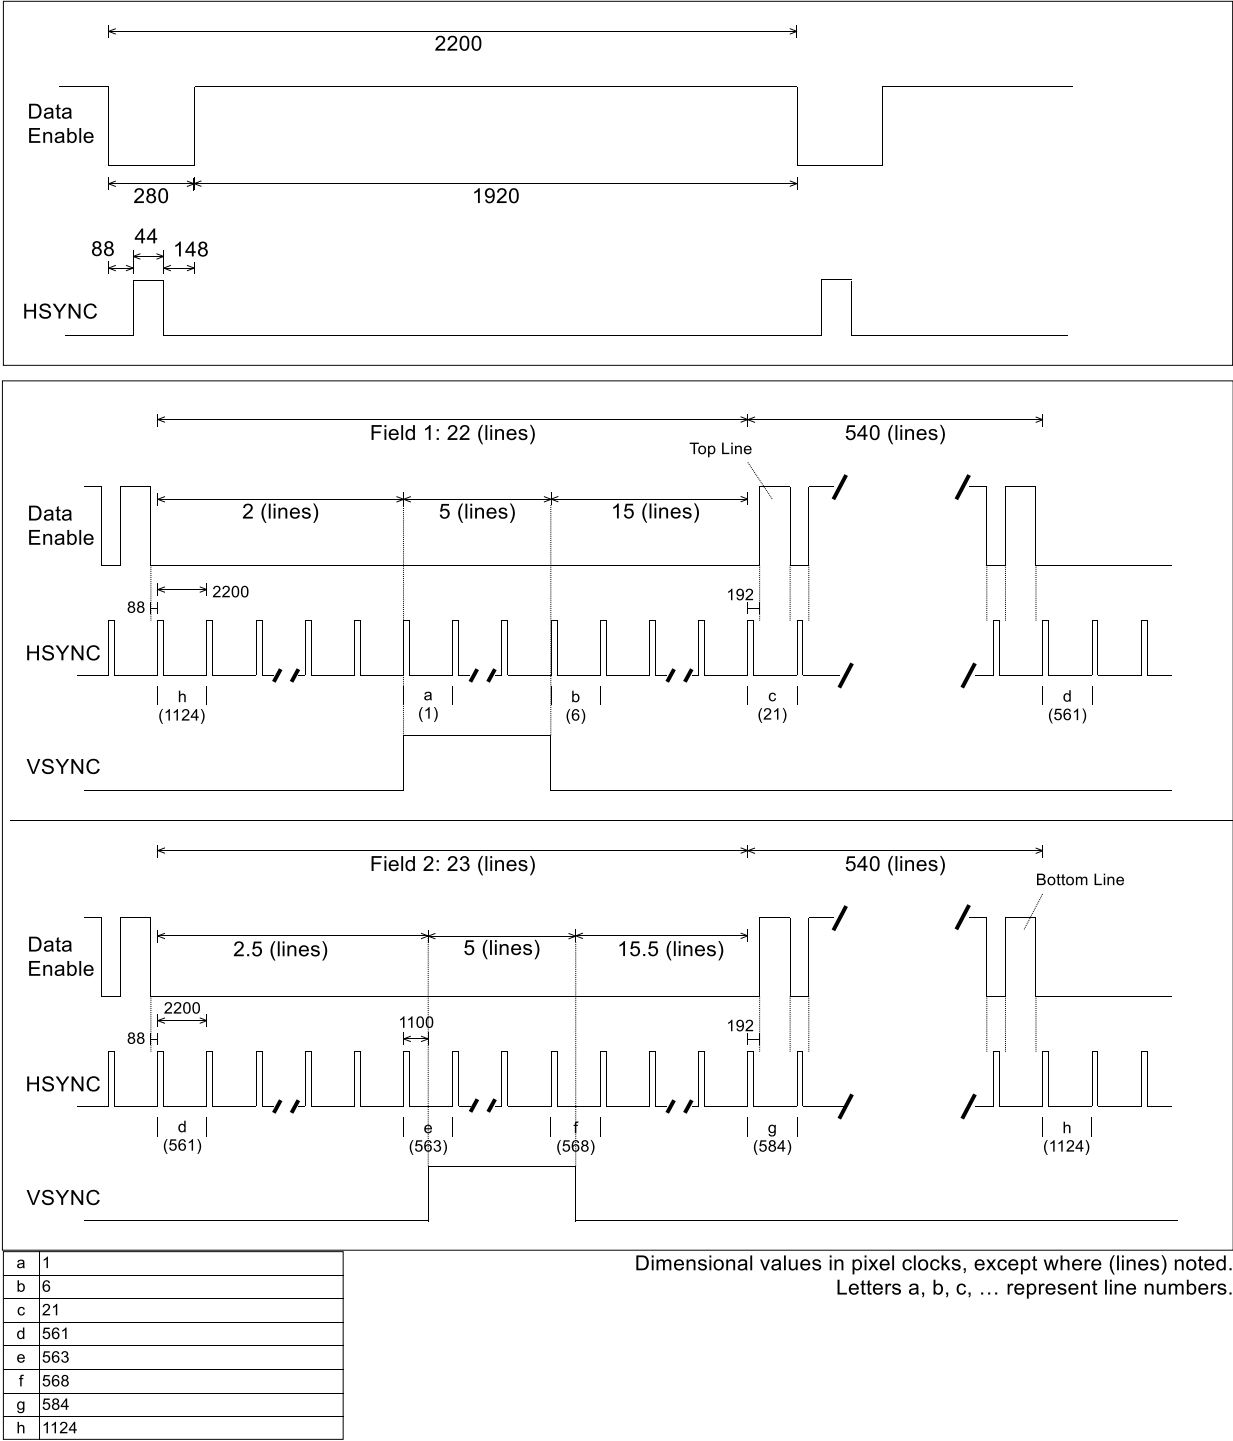 2200
Data
Enable
280
1920
88
44
148
HSYNC
Field 1: 22 (lines)
540 (lines)
Top Line
2 (lines)
5 (lines)
15 (lines)
Data
Enable
2200
88
192
HSYNC
h
(1124)
a
(1)
b
(6)
c
(21)
d
(561)
VSYNC
Field 2: 23 (lines)
540 (lines)
Bottom Line
2.5 (lines)
5 (lines)
15.5 (lines)
Data
Enable
2200
88
1100
192
HSYNC
d
(561)
e
(563)
f
(568)
g
(584)
h
(1124)
VSYNC
a 1
b 6
c 21
d 561
e 563
f 568
g 584
h 1124
Dimensional values in pixel clocks, except where (lines) noted.
Letters a, b, c, … represent line numbers.